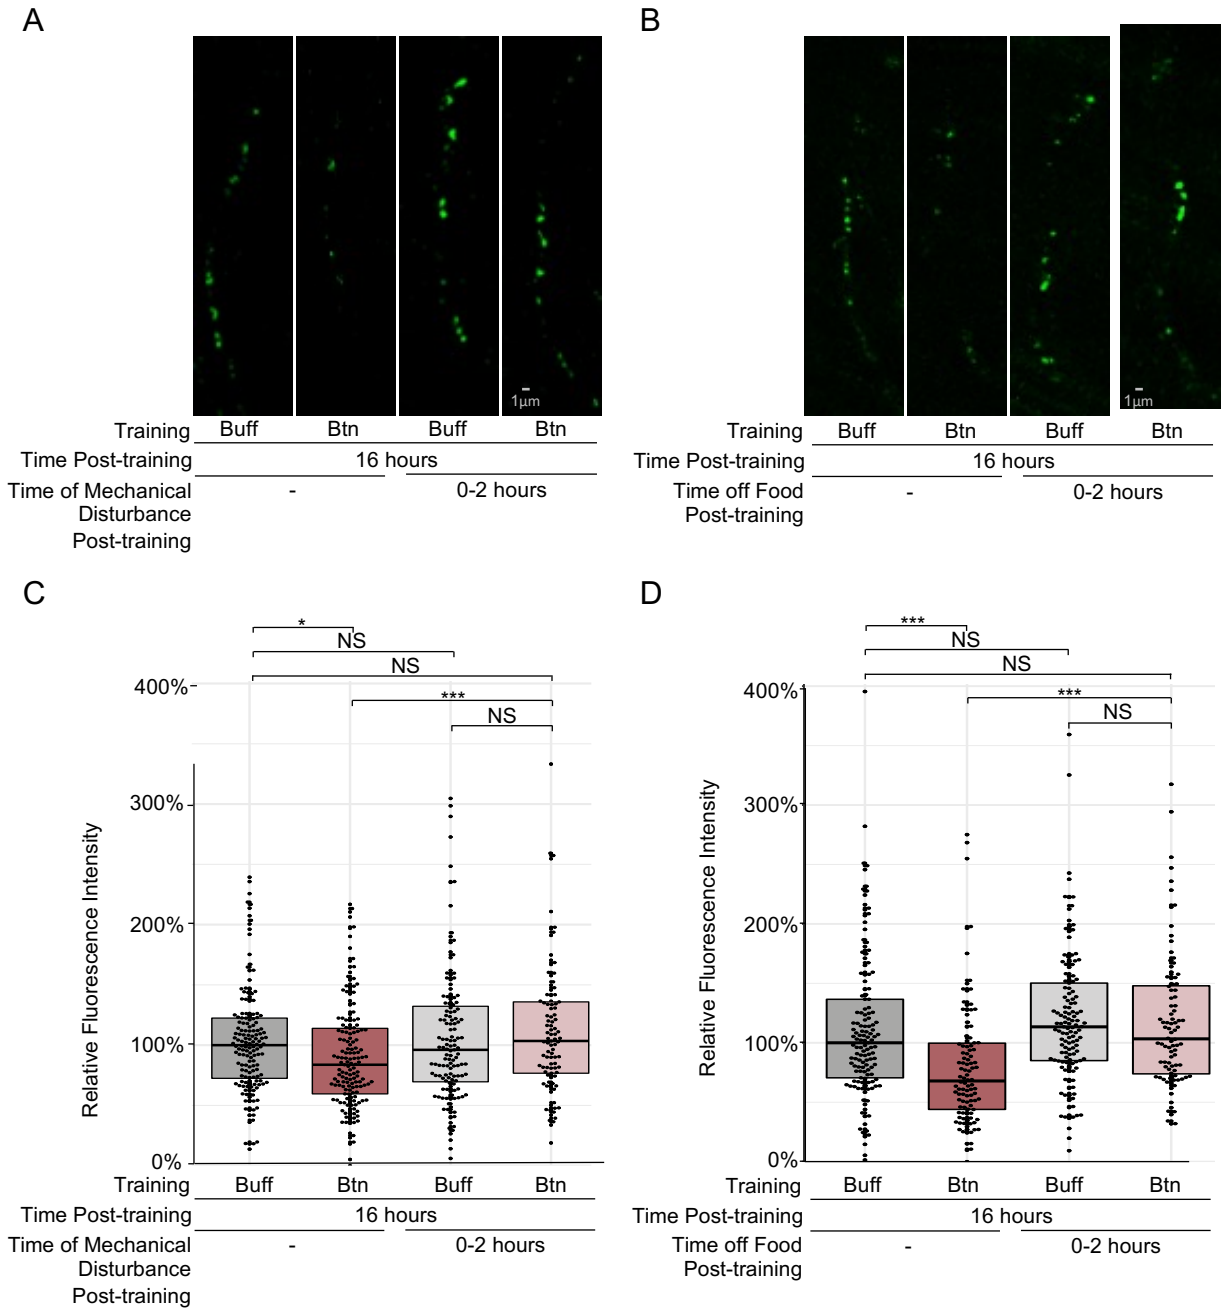 A
B
1μm
1μm
Training Buff Btn Buff Btn
Time Post-training 16 hours
Time of Mechanical - 0-2 hours
Disturbance
Post-training
Training Buff Btn Buff Btn
Time Post-training 16 hours
Time off Food - 0-2 hours
Post-training
C
*
NS
NS
***
NS
400%
300%
200%
100%
0%
Relative Fluorescence Intensity
Training Buff Btn Buff Btn
Time Post-training 16 hours
Time of Mechanical - 0-2 hours
Disturbance
Post-training
D
***
NS
NS
***
NS
400%
300%
200%
100%
0%
Relative Fluorescence Intensity
Training Buff Btn Buff Btn
Time Post-training 16 hours
Time off Food - 0-2 hours
Post-training